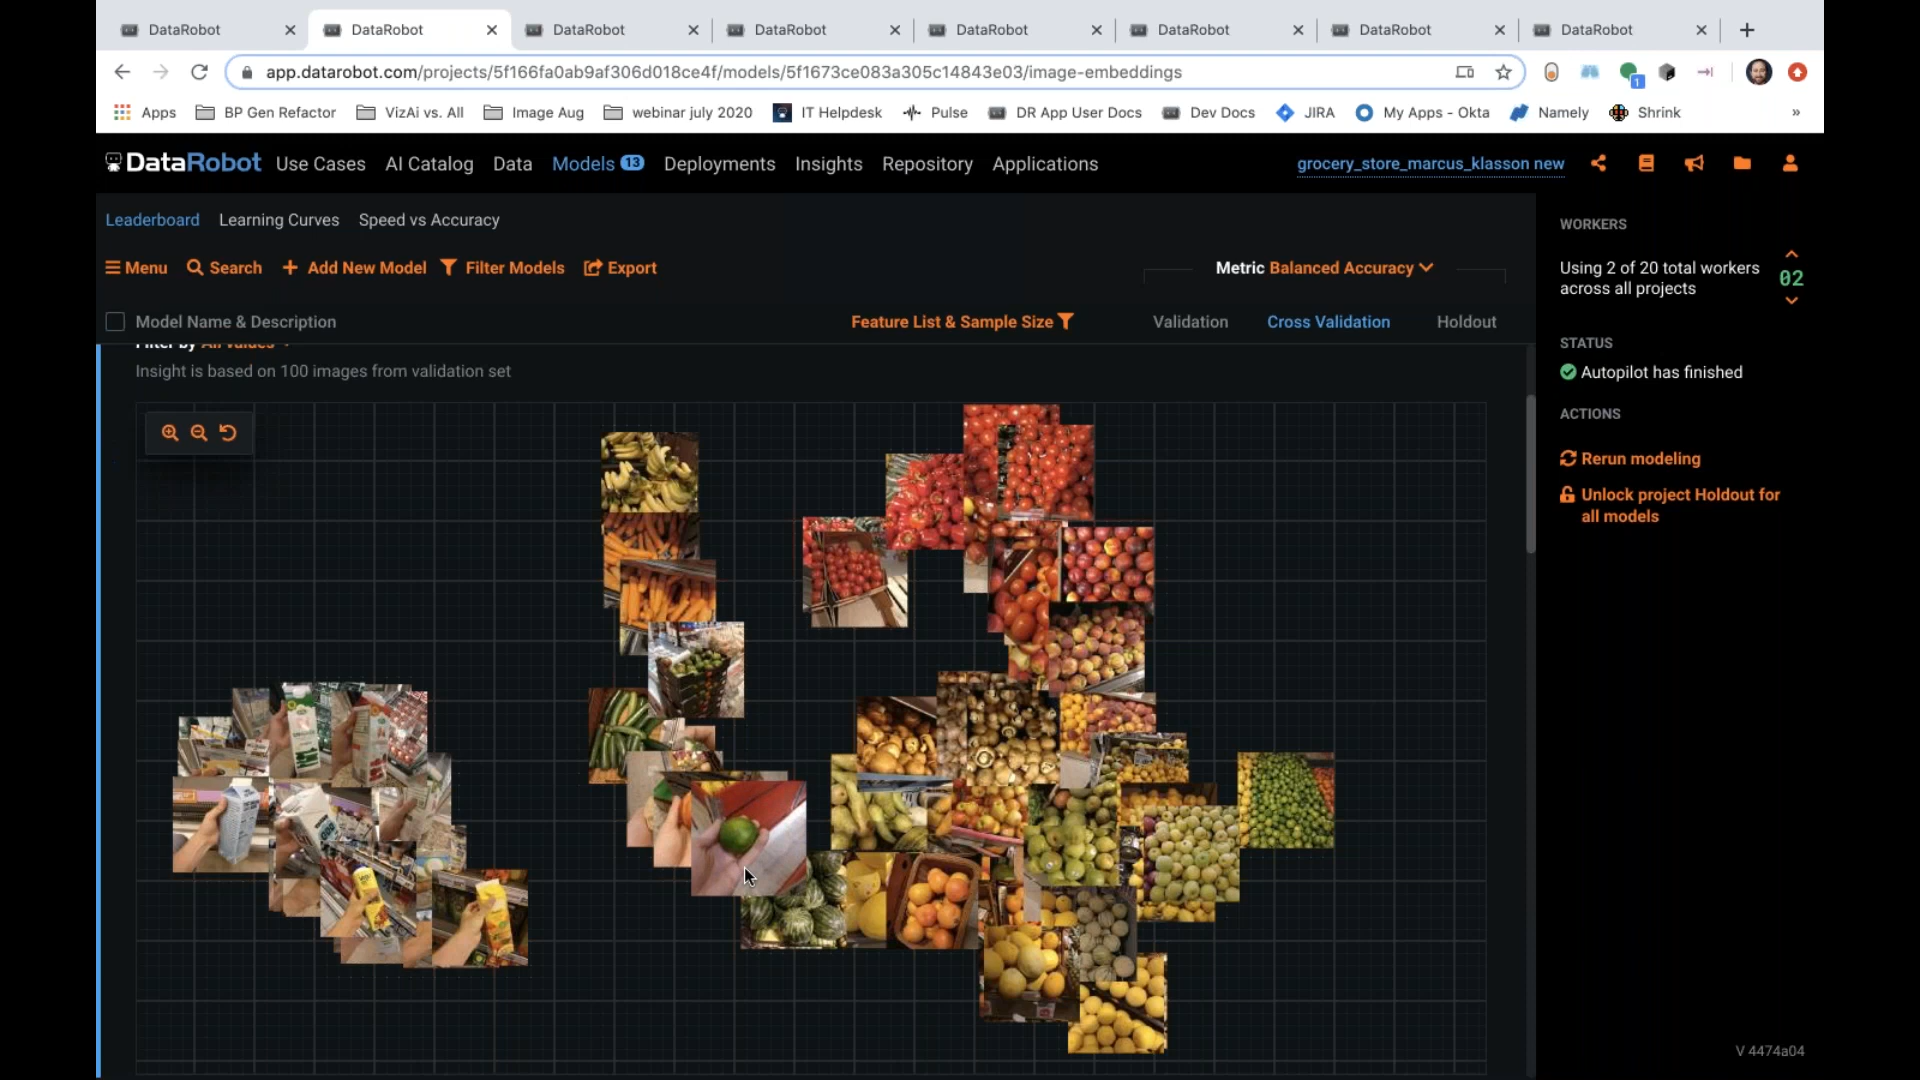 DataRobot DataRobot DataRobot DataRobot DataRobot DataRobot DataRobot DataRobot
app.datarobot.com/projects/5f166fa0ab9af306d018ce4f/models/5f1673ce083a305c14843e03/image-embeddings
1
Apps BP Gen Refactor VizAi vs. All Image Aug webinar july 2020 IT Helpdesk Pulse DR App User Docs Dev Docs JIRA My Apps - Okta Namely Shrink »
DataRobot Use Cases AI Catalog Data Models 13 Deployments Insights Repository Applications grocery_store_marcus_klasson new
Leaderboard Learning Curves Speed vs Accuracy
Menu Search Add New Model Filter Models Export Metric Balanced Accuracy
Model Name & Description Feature List & Sample Size Validation Cross Validation Holdout
Filter by All values
Insight is based on 100 images from validation set
WORKERS
Using 2 of 20 total workers
across all projects
02
STATUS
Autopilot has finished
ACTIONS
Rerun modeling
Unlock project Holdout for
all models
V 4474a04